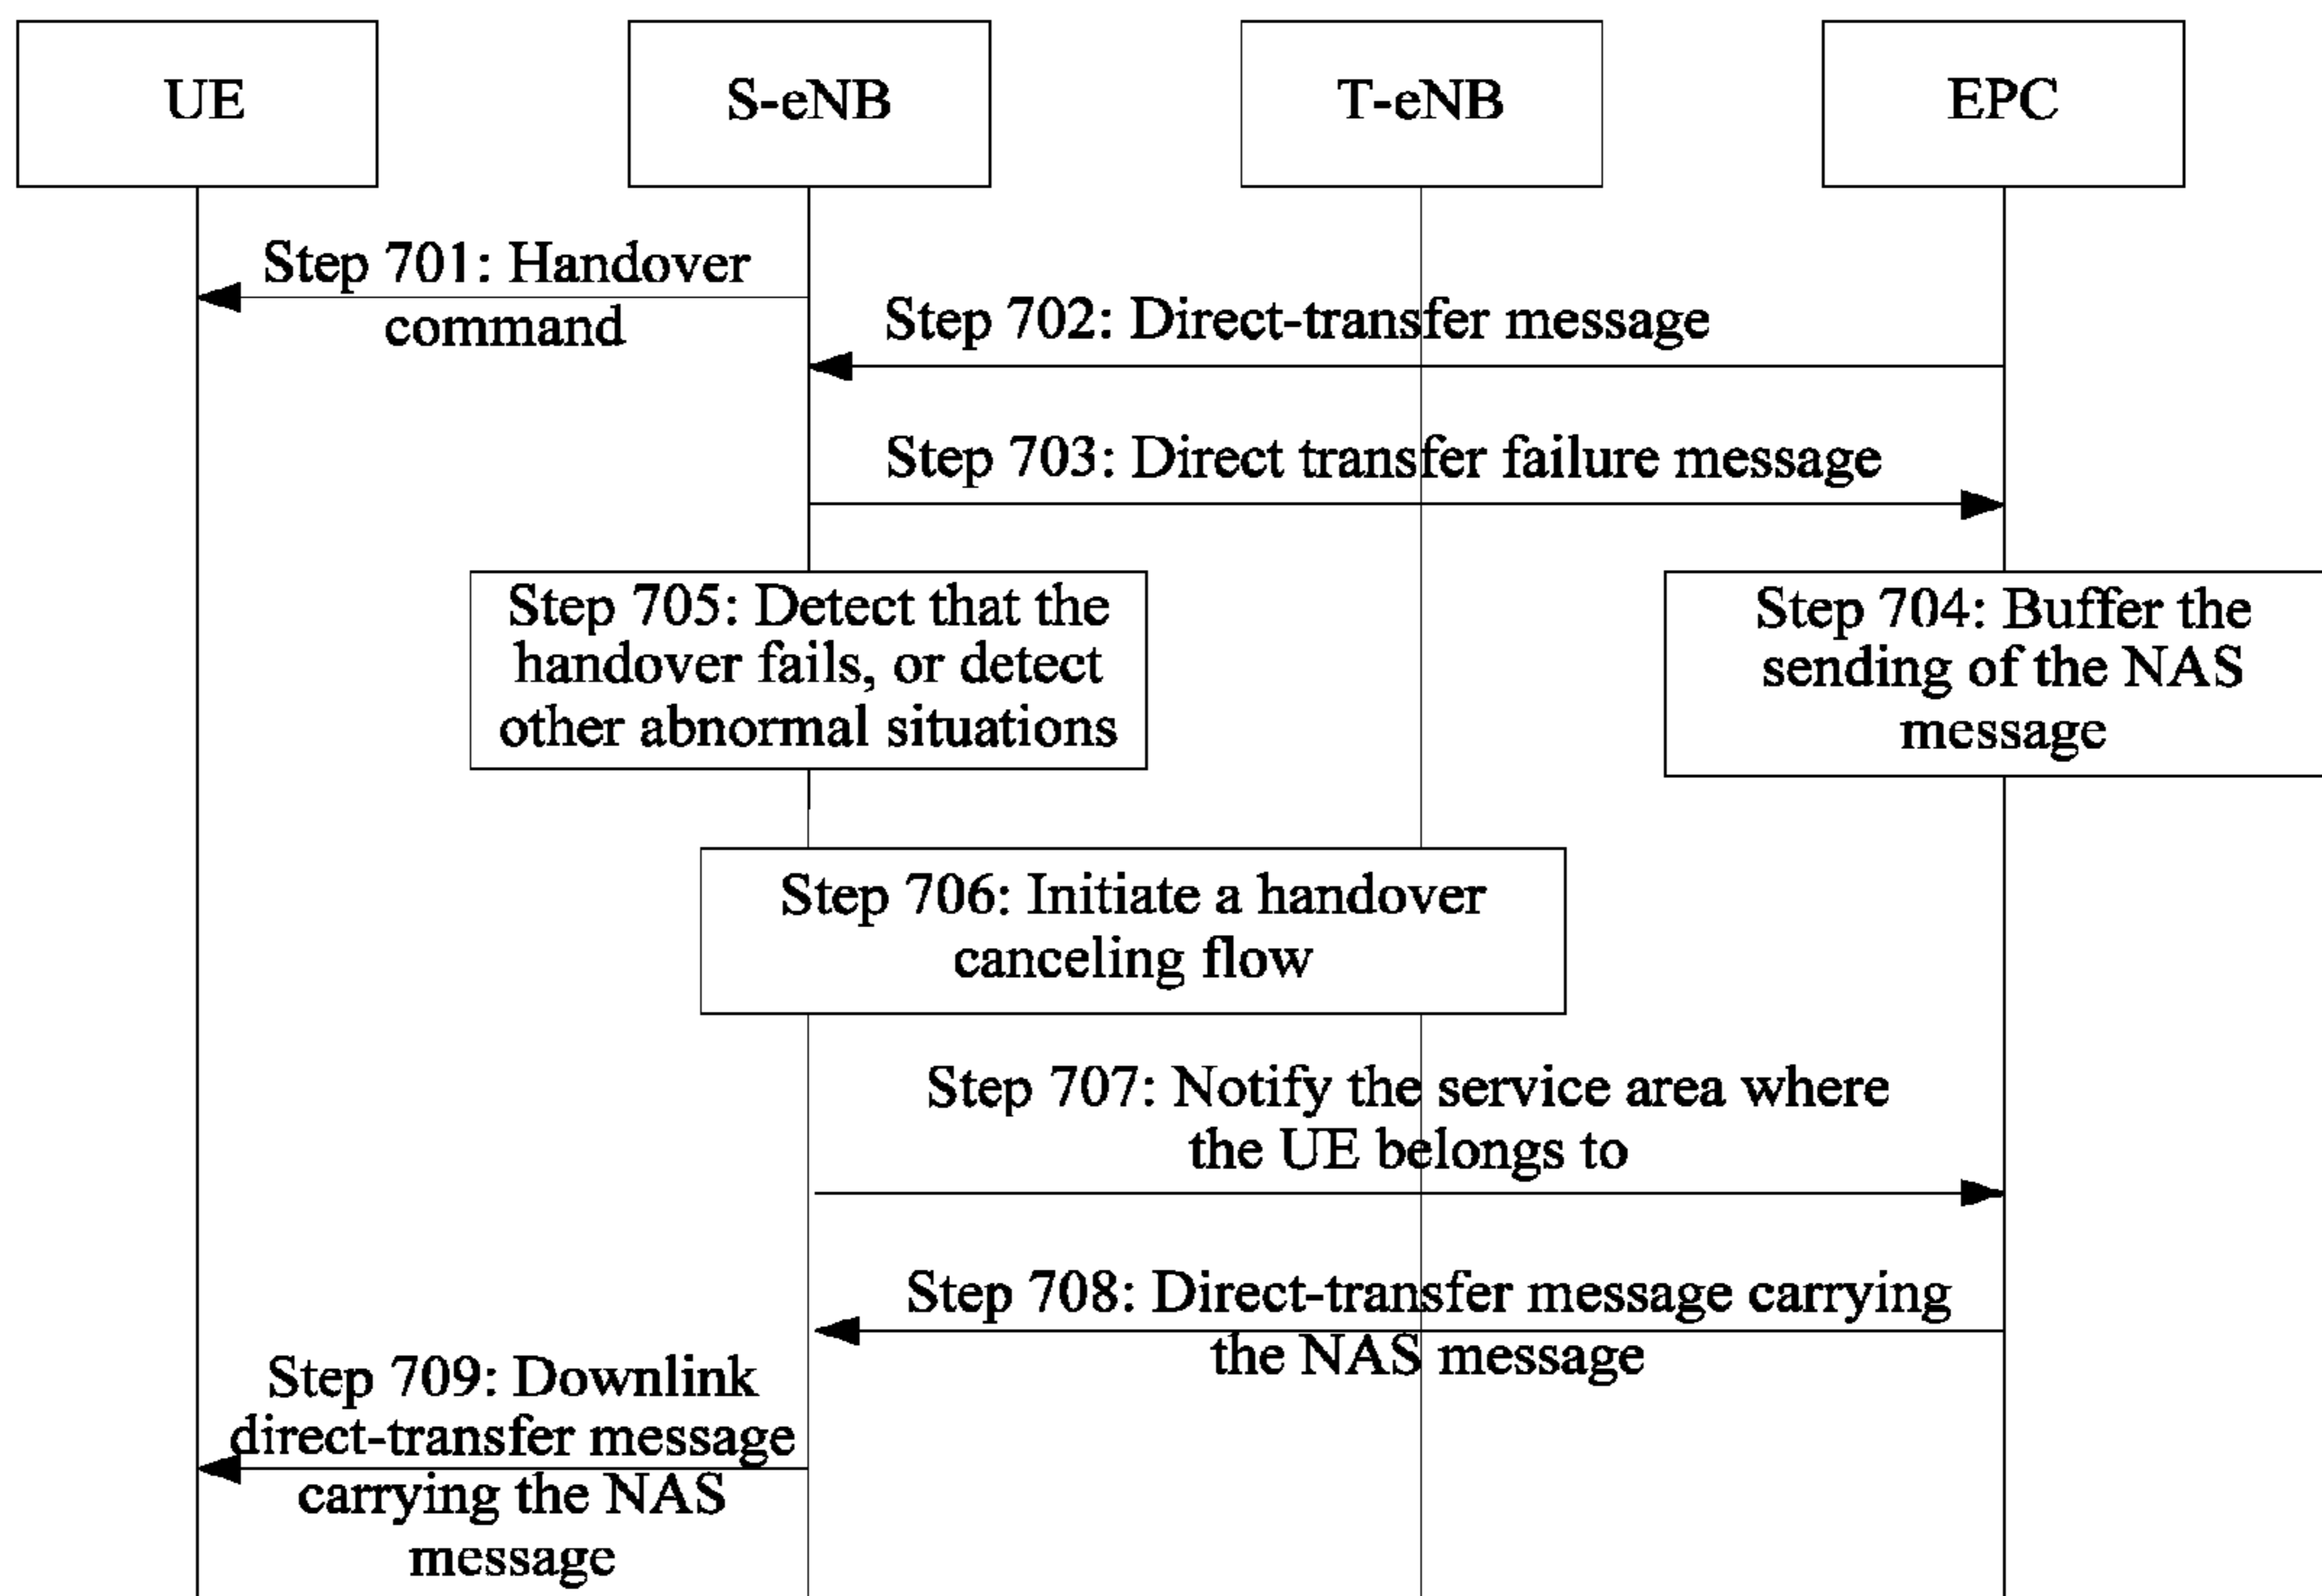 UE
S-eNB
T-eNB
EPC
Step 701: Handover
command
Step 702: Direct-transfer message
Step 703: Direct transfer failure message
Step 705: Detect that the
handover fails, or detect
other abnormal situations
Step 704: Buffer the
sending of the NAS
message
Step 706: Initiate a handover
canceling flow
Step 707: Notify the service area where
the UE belongs to
Step 708: Direct-transfer message carrying
the NAS message
Step 709: Downlink
direct-transfer message
carrying the NAS
message